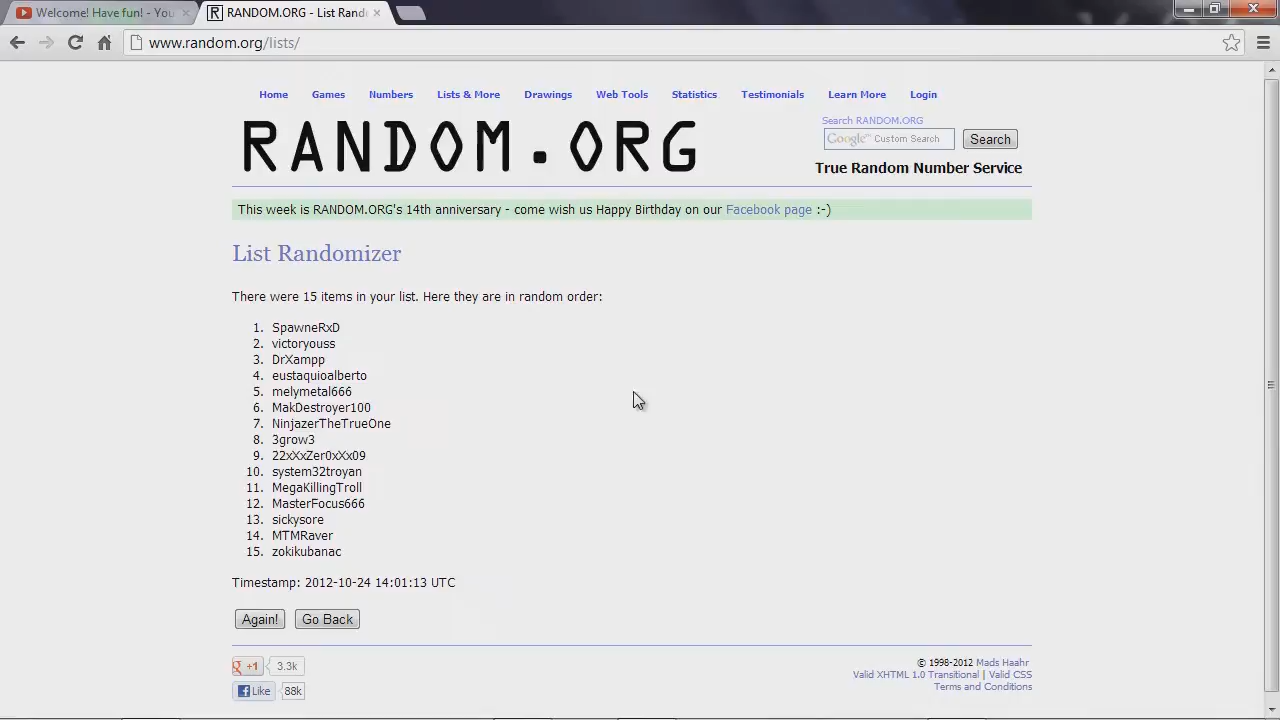 Welcome! Have fun! - You
RANDOM.ORG - List Rand
www.random.org/lists/
Home Games Numbers Lists & More Drawings Web Tools Statistics Testimonials Learn More Login
RANDOM.ORG
Search RANDOM.ORG
Google™ Custom Search Search
True Random Number Service
This week is RANDOM.ORG's 14th anniversary - come wish us Happy Birthday on our Facebook page :-)
List Randomizer
There were 15 items in your list. Here they are in random order:
1. SpawneRxD
2. victoryouss
3. DrXampp
4. eustaquioalberto
5. melymetal666
6. MakDestroyer100
7. NinjazerTheTrueOne
8. 3grow3
9. 22xXxZer0xXx09
10. system32troyan
11. MegaKillingTroll
12. MasterFocus666
13. sickysore
14. MTMRaver
15. zokikubanac
Timestamp: 2012-10-24 14:01:13 UTC
Again! Go Back
+1 3.3k
Like 88k
© 1998-2012 Mads Haahr
Valid XHTML 1.0 Transitional | Valid CSS
Terms and Conditions